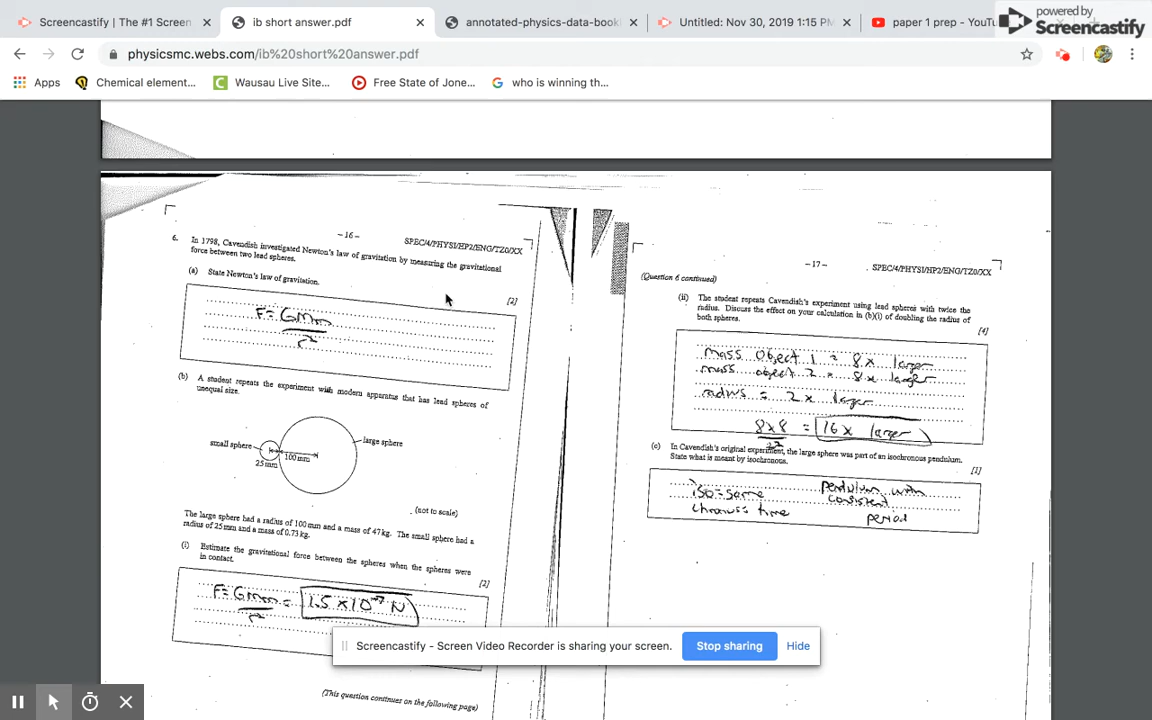 Screencastify | The #1 Screen
ib short answer.pdf
annotated-physics-data-bookl
Untitled: Nov 30, 2019 1:15 PM
paper 1 prep - YouTu
powered by
Screencastify
physicsmc.webs.com/ib%20short%20answer.pdf
Apps
Chemical element...
Wausau Live Site...
Free State of Jone...
who is winning th...
-16-
SPEC/4/PHYSI/HP2/ENG/TZ0/XX
6. In 1798, Cavendish investigated Newton's law of gravitation by measuring the gravitational
force between two lead spheres.
(a) State Newton's law of gravitation.
[2]
F = GMm
r²
(b) A student repeats the experiment with modern apparatus that has lead spheres of
unequal size.
small sphere
large sphere
100 mm
25 mm
(not to scale)
The large sphere had a radius of 100 mm and a mass of 47 kg. The small sphere had a
radius of 25 mm and a mass of 0.73 kg.
(i) Estimate the gravitational force between the spheres when the spheres were
in contact.
[2]
F = GMm = 1.5 × 10⁻⁷ N
r²
(This question continues on the following page)
-17-
SPEC/4/PHYSI/HP2/ENG/TZ0/XX
(Question 6 continued)
(ii) The student repeats Cavendish's experiment using lead spheres with twice the
radius. Discuss the effect on your calculation in (b)(i) of doubling the radius of
both spheres.
[4]
mass object 1 = 8x larger
mass object 2 = 8x larger
radius = 2x larger
8x8 = 16x larger
2²
(c) In Cavendish's original experiment, the large sphere was part of an isochronous pendulum.
State what is meant by isochronous.
[1]
iso = same
chronus = time
pendulum with
consistent
period
Screencastify - Screen Video Recorder is sharing your screen.
Stop sharing
Hide